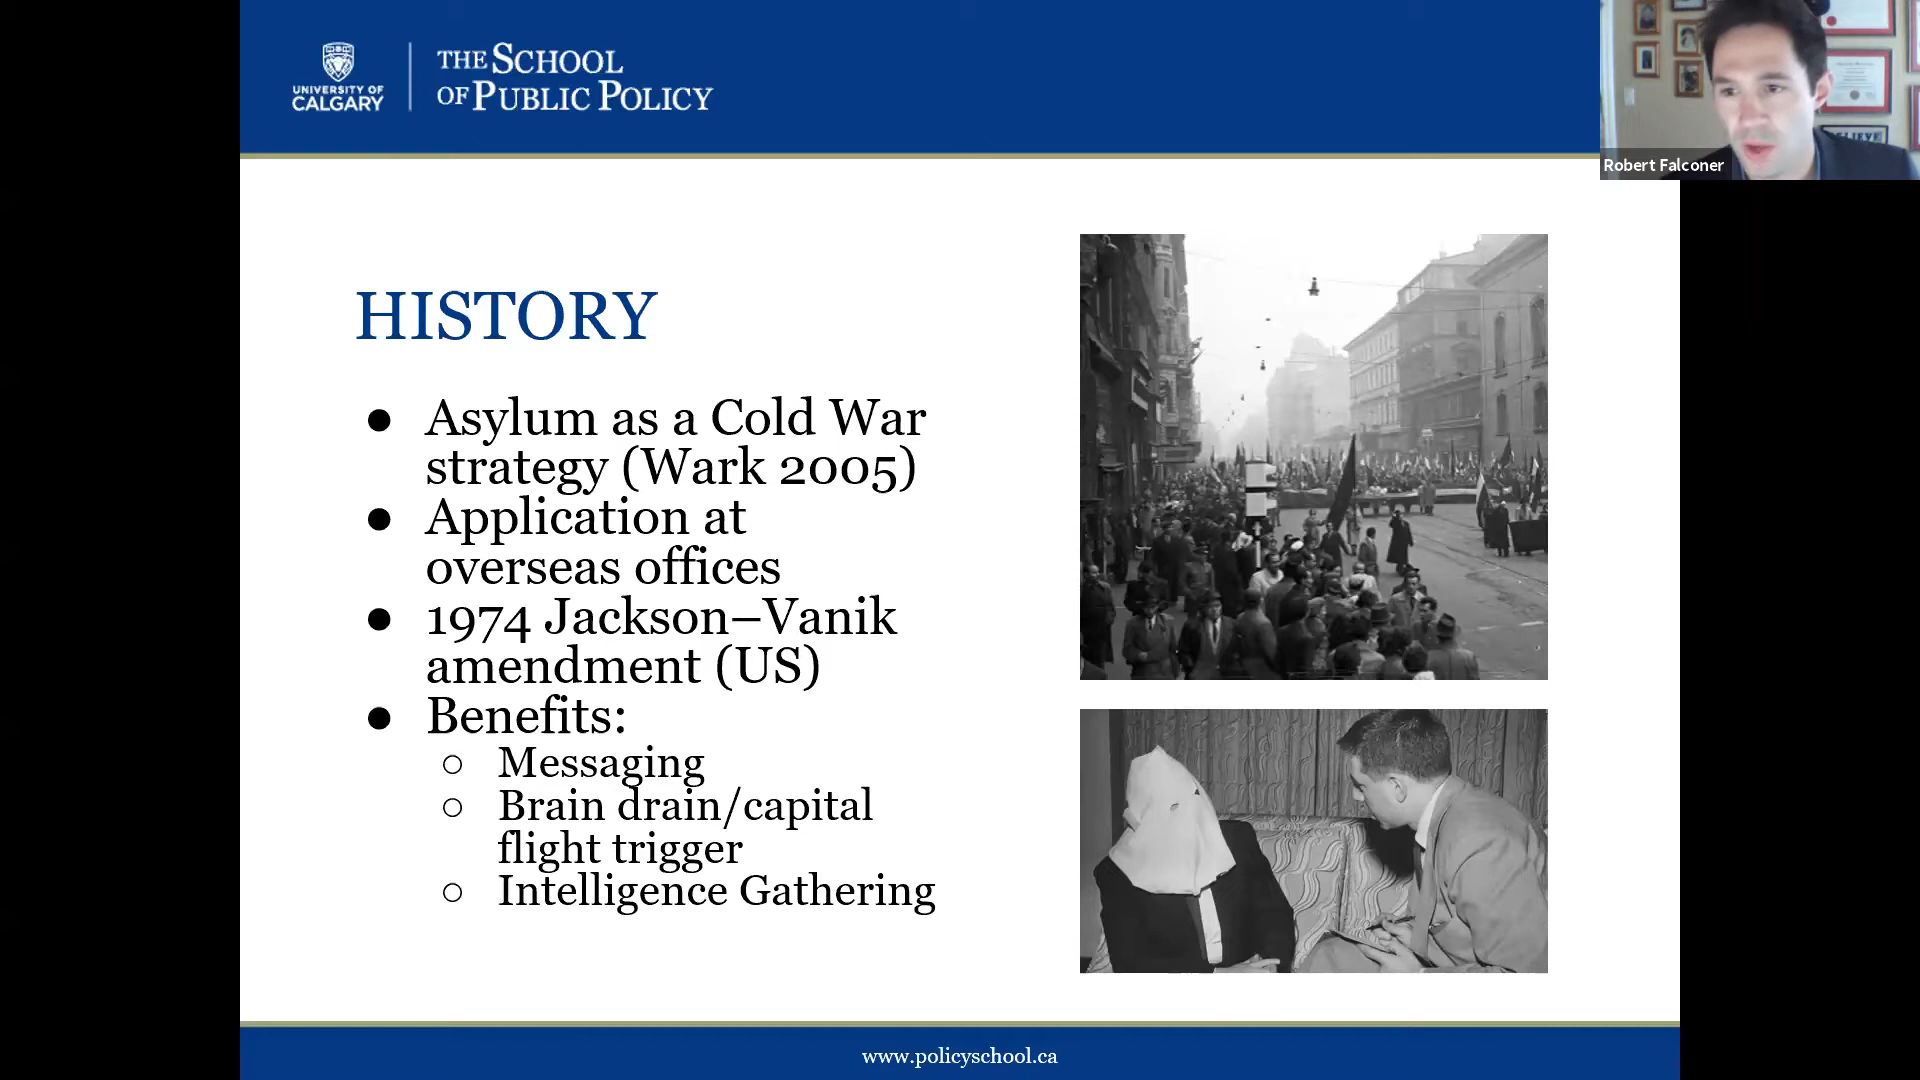 UNIVERSITY OF
CALGARY
THE SCHOOL
OF PUBLIC POLICY
Robert Falconer
HISTORY
● Asylum as a Cold War
strategy (Wark 2005)
● Application at
overseas offices
● 1974 Jackson–Vanik
amendment (US)
● Benefits:
○ Messaging
○ Brain drain/capital
flight trigger
○ Intelligence Gathering
www.policyschool.ca